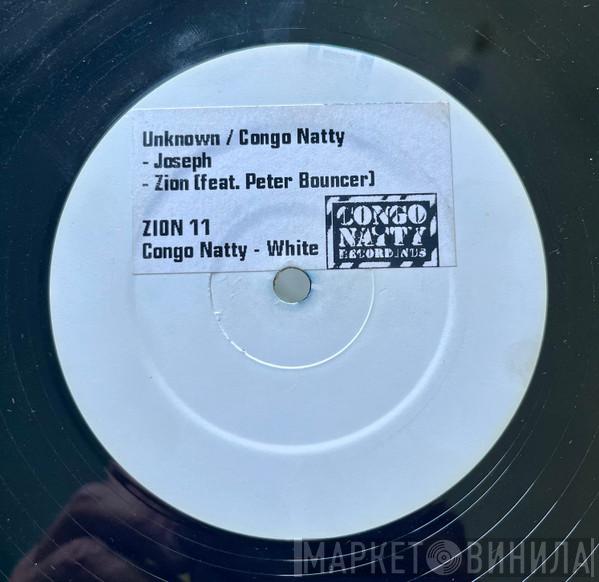 Unknown / Congo Natty
- Joseph
- Zion (feat. Peter Bouncer)
ZION 11
Congo Natty - White
CONGO
NATTY
RECORDINGS
МАРКЕТ ВИНИЛА